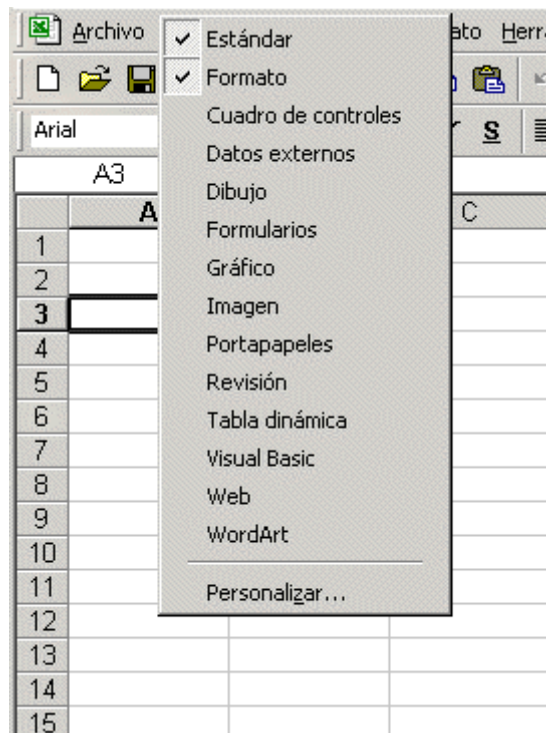 Archivo
Estándar
ato Herr
Formato
Cuadro de controles
Arial
S
Datos externos
A3
Dibujo
A
C
Formularios
1
Gráfico
2
Imagen
3
Portapapeles
4
Revisión
5
Tabla dinámica
6
Visual Basic
7
Web
8
WordArt
9
10
Personalizar...
11
12
13
14
15